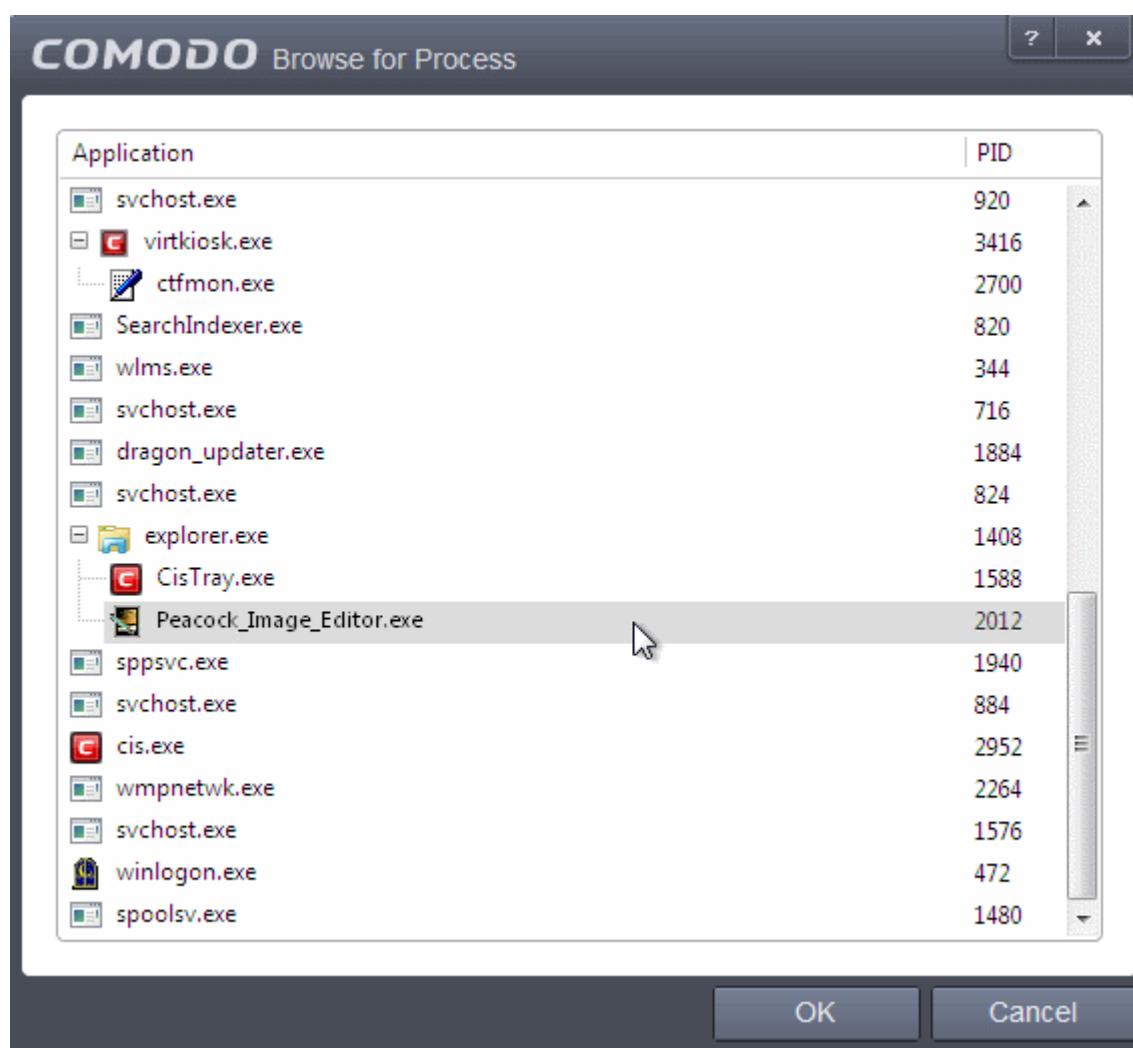 COMODO Browse for Process ? x
Application PID
svchost.exe 920
virtkiosk.exe 3416
ctfmon.exe 2700
SearchIndexer.exe 820
wlms.exe 344
svchost.exe 716
dragon_updater.exe 1884
svchost.exe 824
explorer.exe 1408
CisTray.exe 1588
Peacock_Image_Editor.exe 2012
sppsvc.exe 1940
svchost.exe 884
cis.exe 2952
wmpnetwk.exe 2264
svchost.exe 1576
winlogon.exe 472
spoolsv.exe 1480
OK Cancel